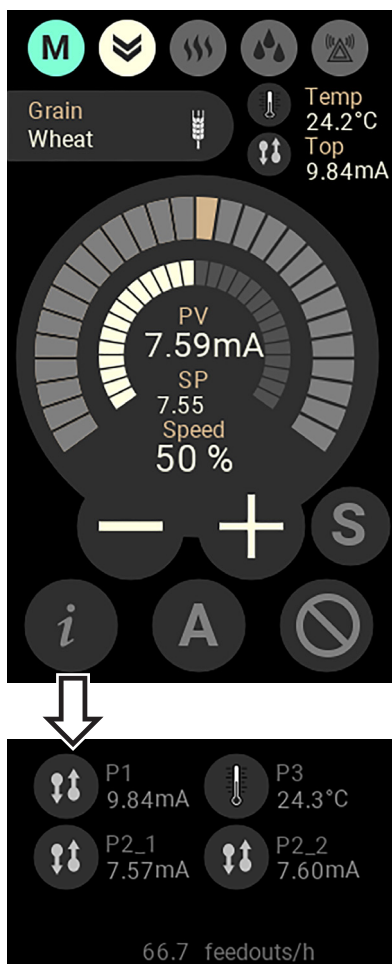 M
Grain
Wheat
Temp
24.2°C
Top
9.84mA
PV
7.59mA
SP
7.55
Speed
50 %
S
i
A
P1
9.84mA
P3
24.3°C
P2_1
7.57mA
P2_2
7.60mA
66.7 feedouts/h